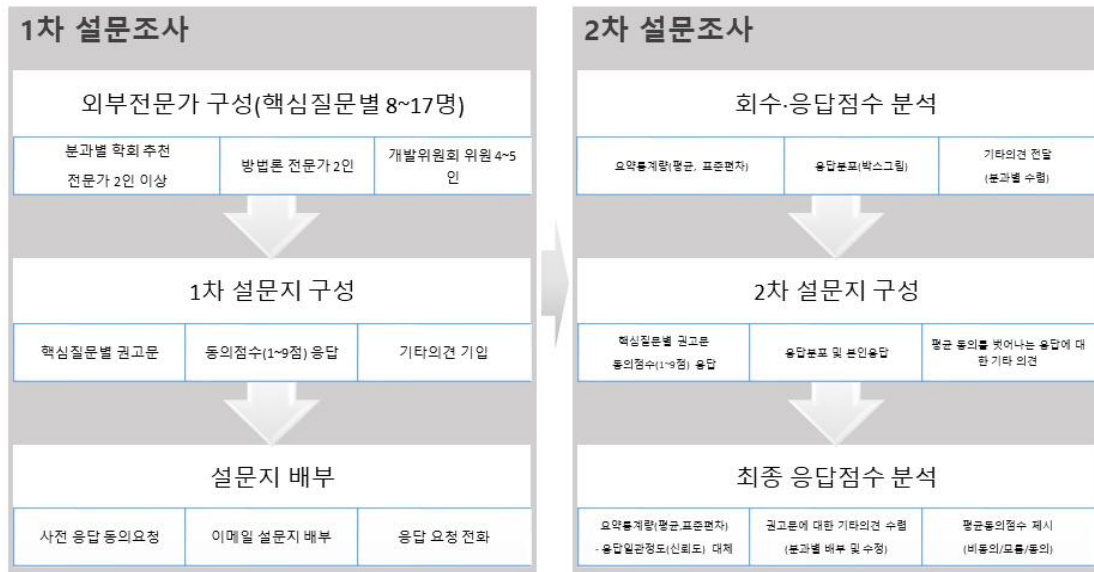 1차 설문조사
외부전문가 구성(핵심질문별 8~17명)
분과별 학회 추천
전문가 2인 이상
방법론 전문가 2인
개발위원회 위원 4~5
인
1차 설문지 구성
핵심질문별 권고문
동의점수(1~9점) 응답
기타의견 기입
설문지 배부
사전 응답 동의요청
이메일 설문지 배부
응답 요청 전화
2차 설문조사
회수·응답점수 분석
요약통계량(평균, 표준편차)
응답분포(박스그림)
기타의견 전달
(분과별 수렴)
2차 설문지 구성
핵심질문별 권고문
동의점수(1~9점) 응답
응답분포 및 본인응답
평균 동의를 벗어나는 응답에 대
한 기타 의견
최종 응답점수 분석
요약통계량(평균,표준편차)
- 응답일관정도(신뢰도) 대체
권고문에 대한 기타의견 수렴
(분과별 배부 및 수정)
평균동의점수 제시
(비동의/모름/동의)